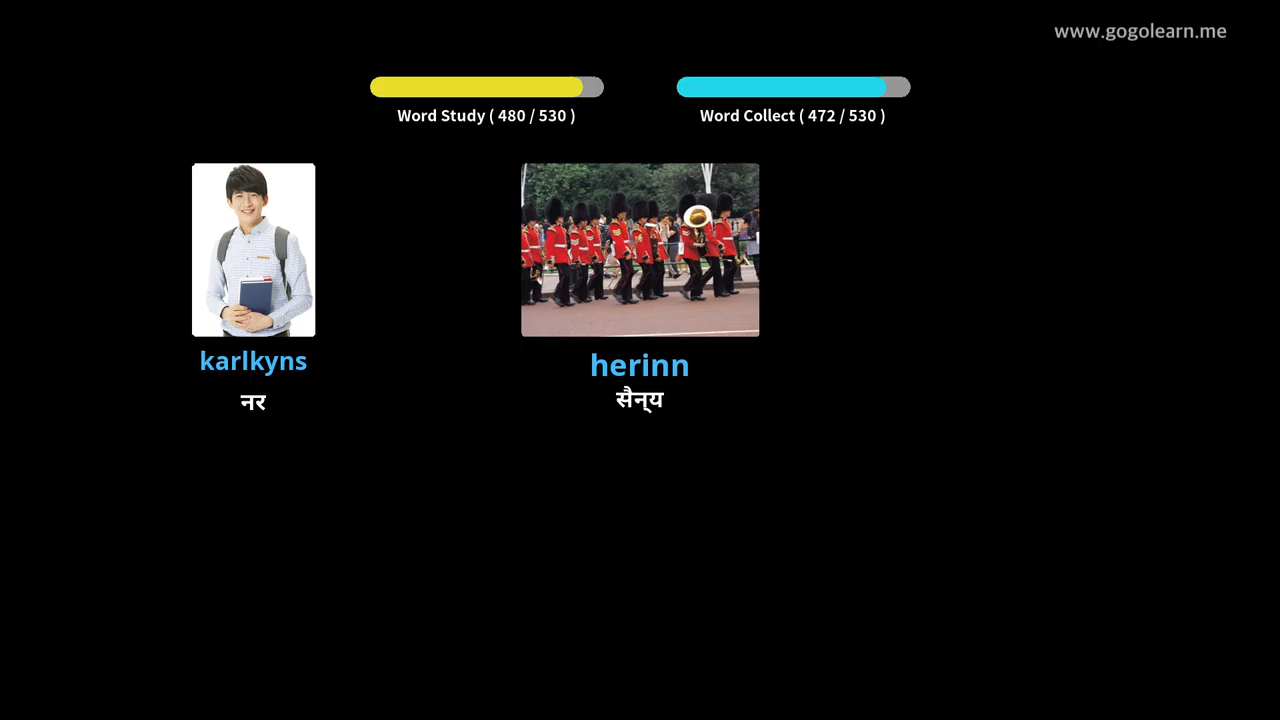 www.gogolearn.me
Word Study ( 480 / 530 )
Word Collect ( 472 / 530 )
karlkyns
नर
herinn
सैन्य